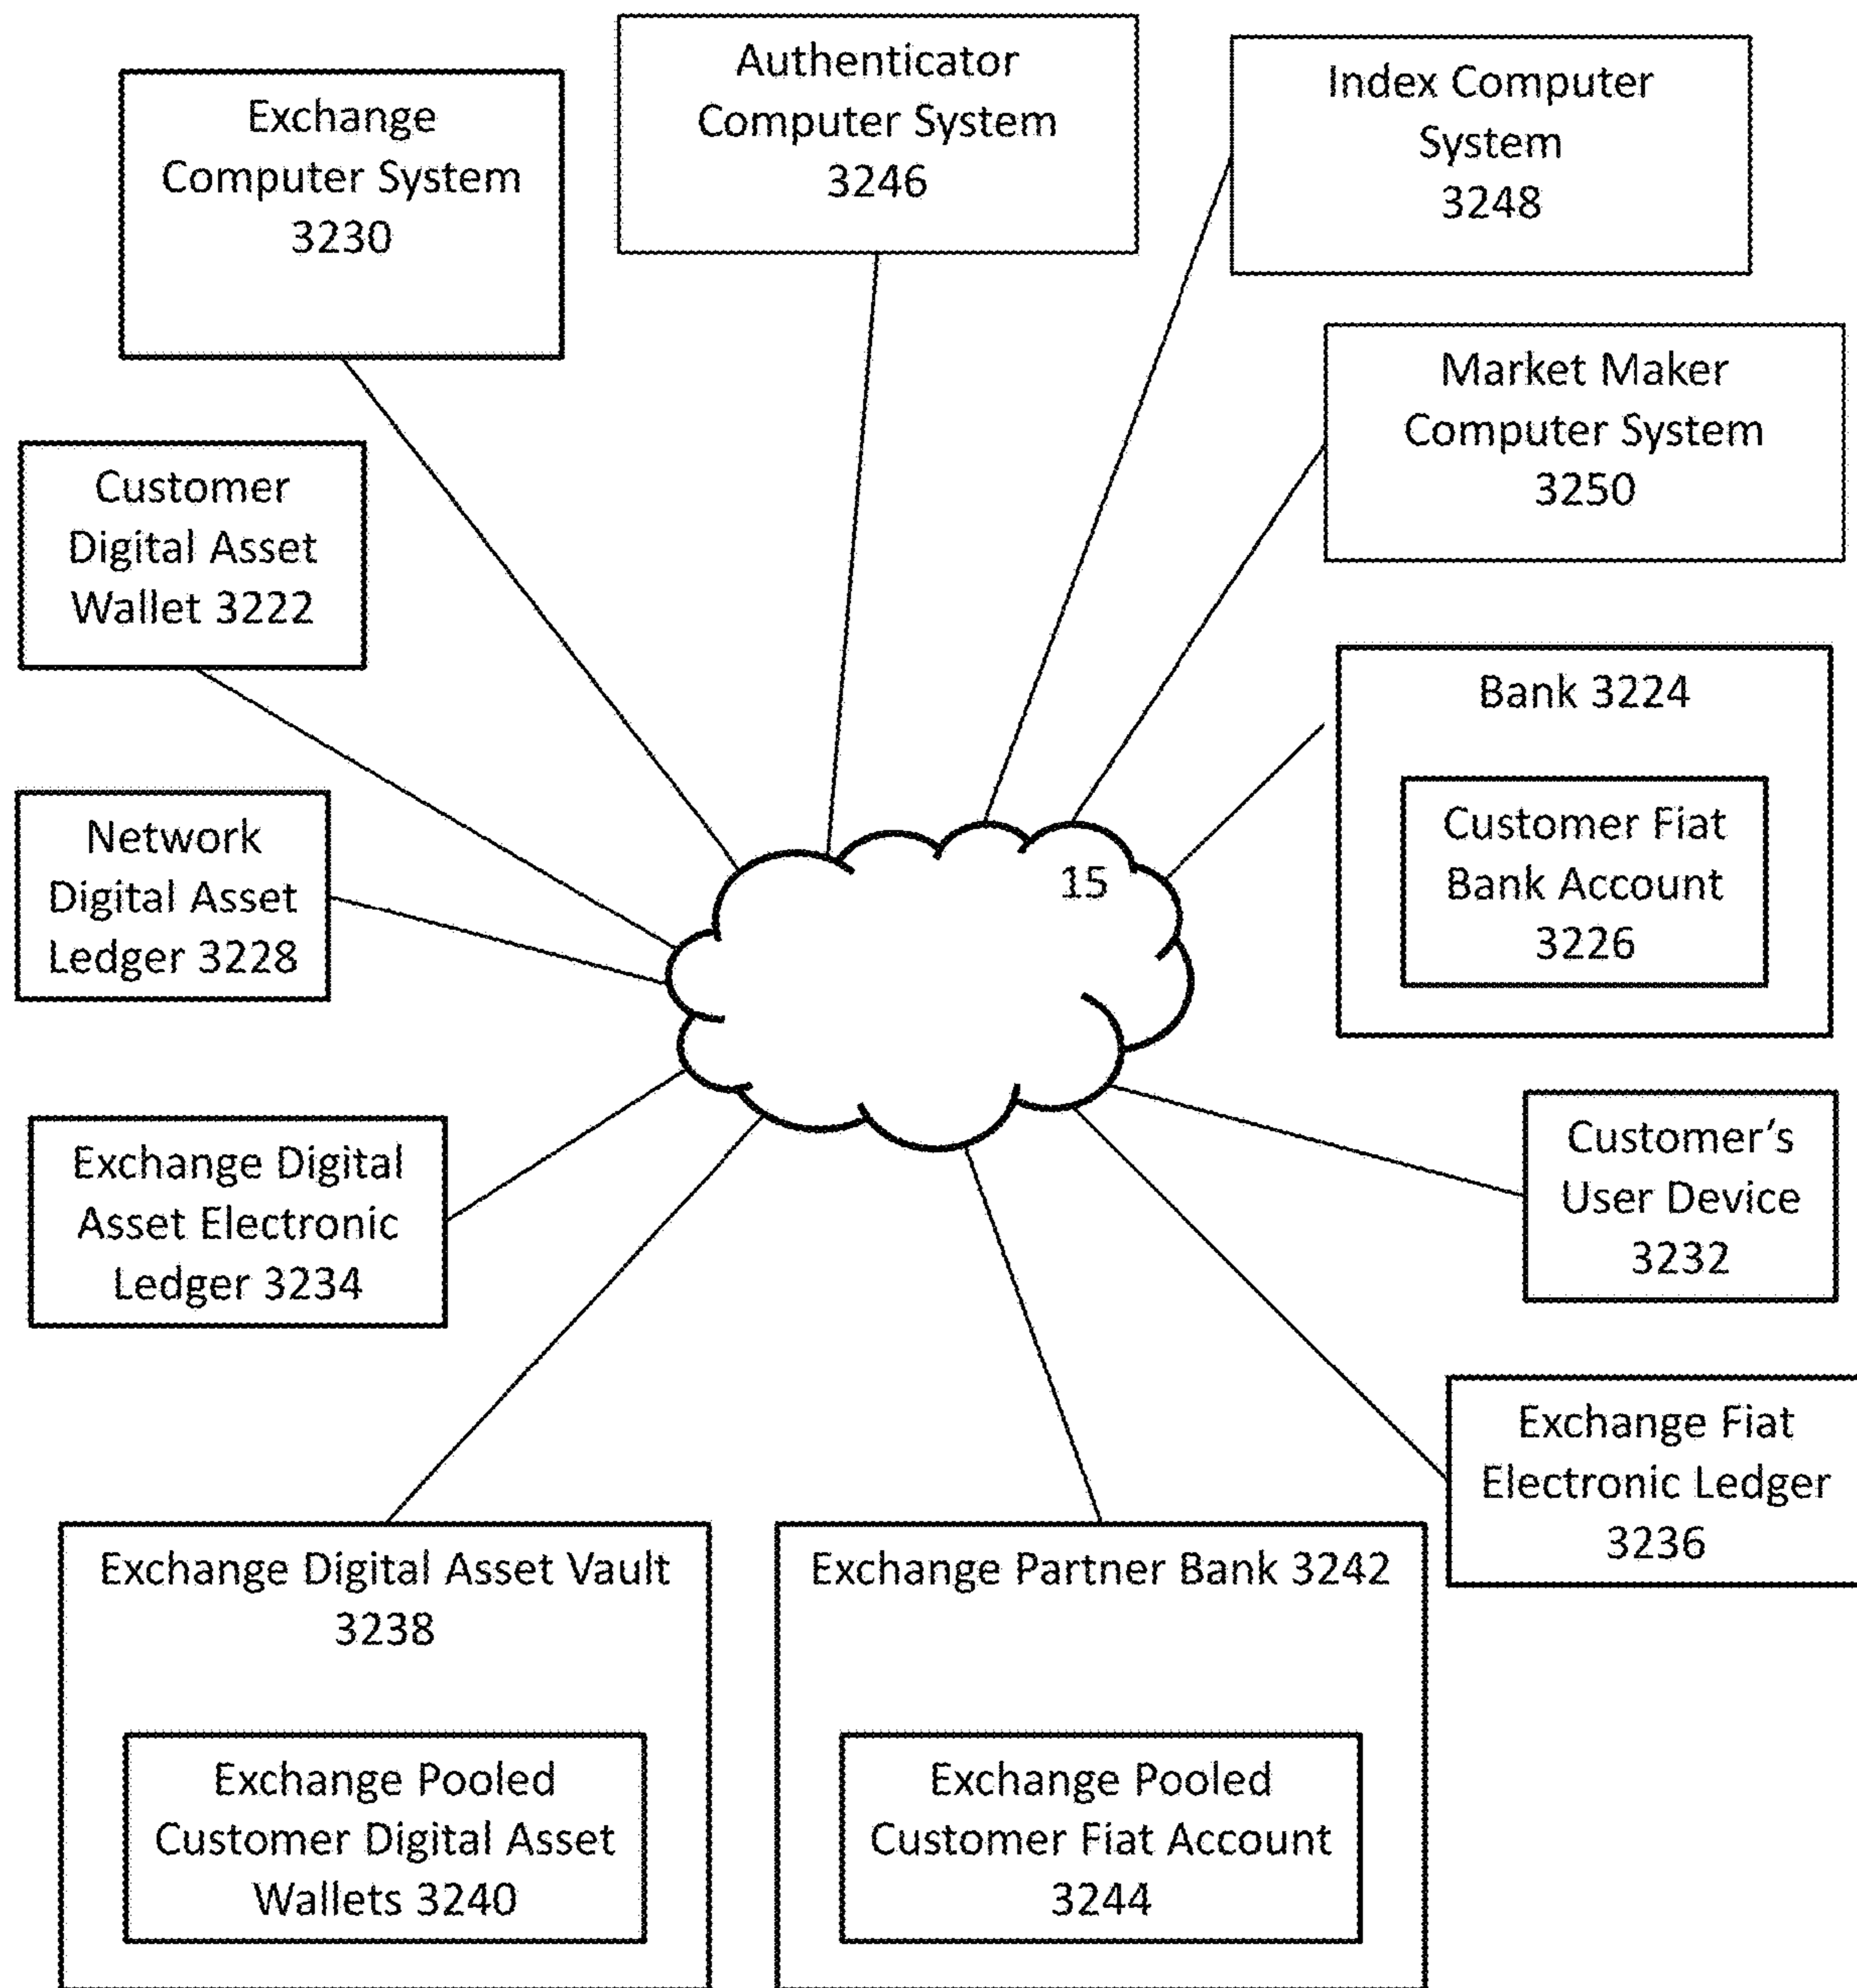 Exchange
Computer System
3230
Authenticator
Computer System
3246
Index Computer
System
3248
Market Maker
Computer System
3250
Customer
Digital Asset
Wallet 3222
Bank 3224
Customer Fiat
Bank Account
3226
Network
Digital Asset
Ledger 3228
15
Exchange Digital
Asset Electronic
Ledger 3234
Customer‘s
User Device
3232
Exchange Fiat
Electronic Ledger
3236
Exchange Digital Asset Vault
3238
Exchange Pooled
Customer Digital Asset
Wallets 3240
Exchange Partner Bank 3242
Exchange Pooled
Customer Fiat Account
3244